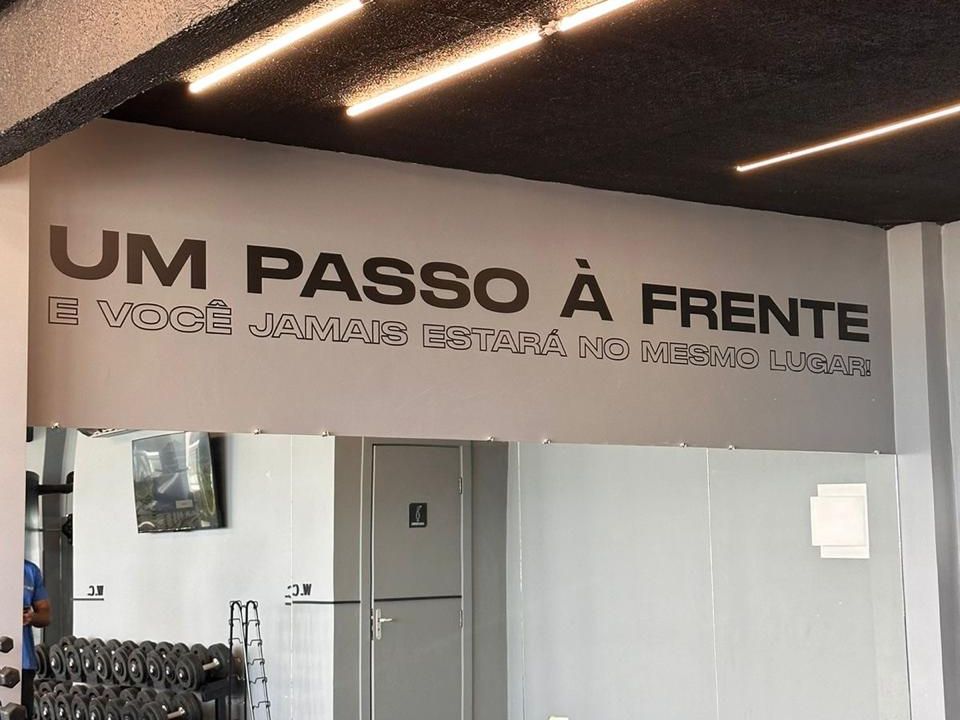 UM PASSO À FRENTE
E VOCÊ JAMAIS ESTARÁ NO MESMO LUGAR!
W.C.
W.C.